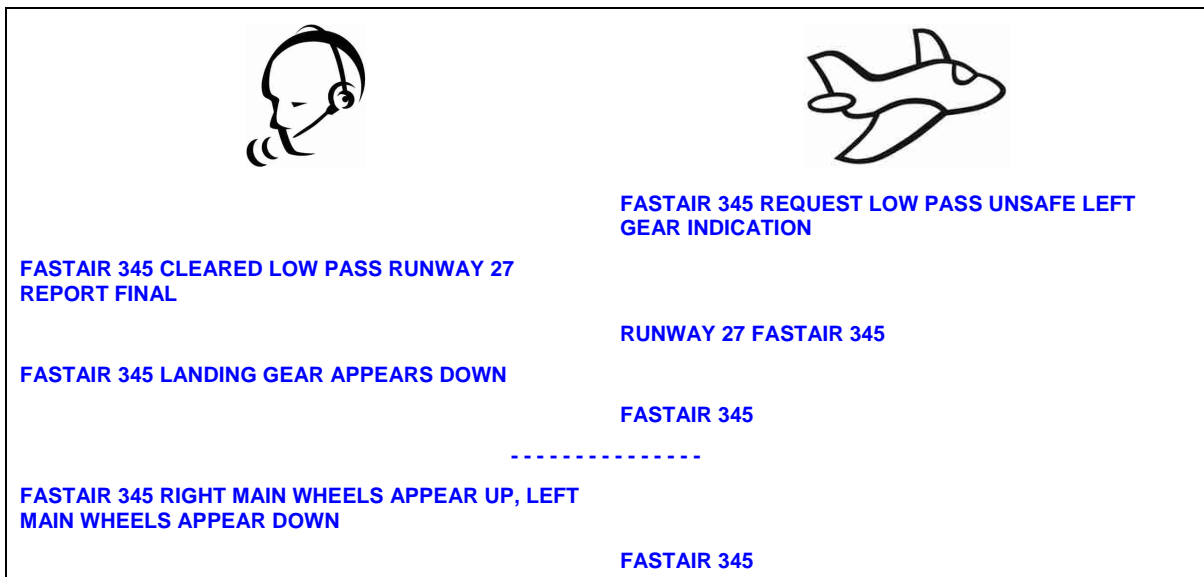 FASTAIR 345 REQUEST LOW PASS UNSAFE LEFT
GEAR INDICATION
FASTAIR 345 CLEARED LOW PASS RUNWAY 27
REPORT FINAL
RUNWAY 27 FASTAIR 345
FASTAIR 345 LANDING GEAR APPEARS DOWN
FASTAIR 345
- - - - - - - - - - - - - - -
FASTAIR 345 RIGHT MAIN WHEELS APPEAR UP, LEFT
MAIN WHEELS APPEAR DOWN
FASTAIR 345